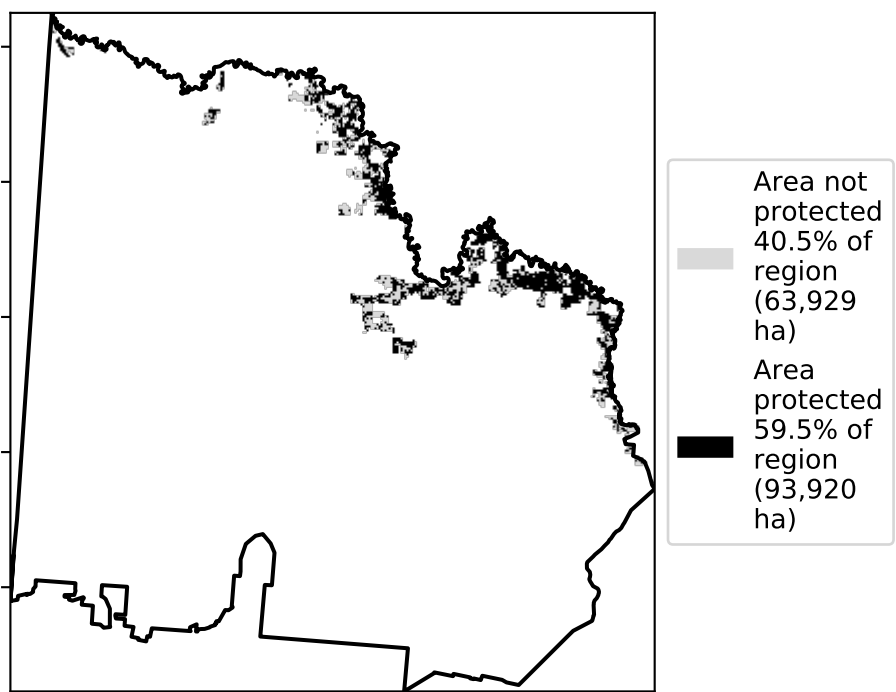 Area not
protected
40.5% of
region
(63,929
ha)
Area
protected
59.5% of
region
(93,920
ha)